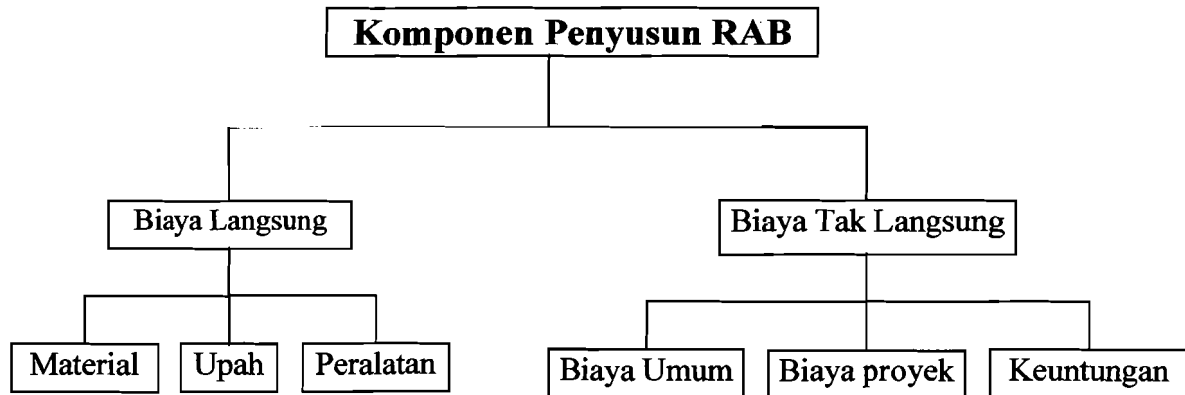 Komponen Penyusun RAB
Biaya Langsung
Biaya Tak Langsung
Material
Upah
Peralatan
Biaya Umum
Biaya proyek
Keuntungan